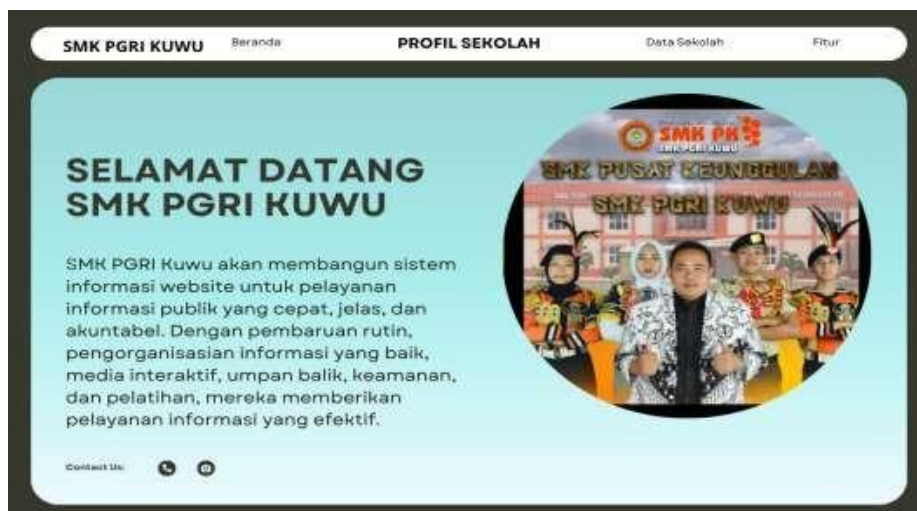 SMK PGRI KUWU
Beranda
PROFIL SEKOLAH
Data Sekolah
Fitur
SELAMAT DATANG
SMK PGRI KUWU
SMK PGRI Kuwu akan membangun sistem
informasi website untuk pelayanan
informasi publik yang cepat, jelas, dan
akuntabel. Dengan pembaruan rutin,
pengorganisasian informasi yang baik,
media interaktif, umpan balik, keamanan,
dan pelatihan, mereka memberikan
pelayanan informasi yang efektif.
Contact Us:
SMK PK
SMK PGRI KUWU
SMK PUSAT KEUNGGULAN
SMK PGRI KUWU